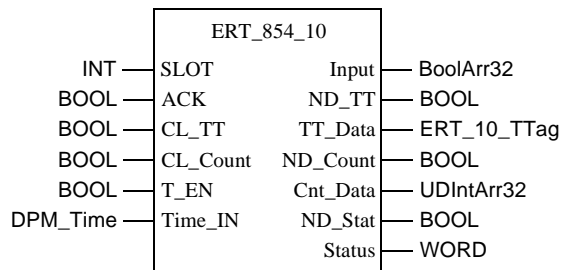 ERT_854_10
INT SLOT Input BoolArr32
BOOL ACK ND_TT BOOL
BOOL CL_TT TT_Data ERT_10_TTag
BOOL CL_Count ND_Count BOOL
BOOL T_EN Cnt_Data UDIntArr32
DPM_Time Time_IN ND_Stat BOOL
Status WORD